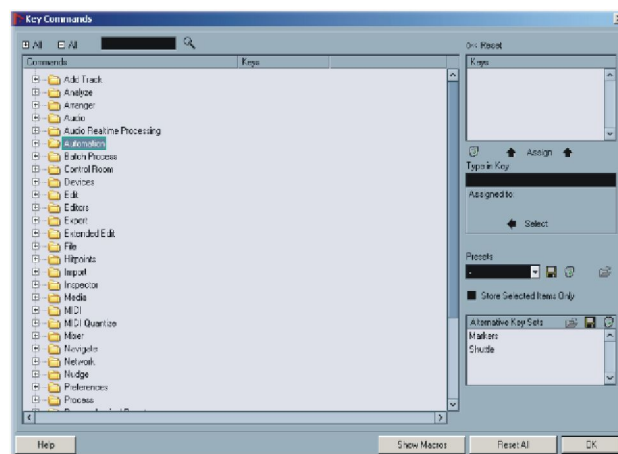 Key Commands
All All
Reset
Commands Keys
Keys
Add Track
Analyze
Arranger
Audio
Audio Realtime Processing
Automation
Batch Process
Control Room
Devices
Edit
Editors
Export
Extended Edit
File
Hitpoints
Import
Inspector
Media
MIDI
MIDI Quantize
Mixer
Navigate
Network
Nudge
Preferences
Process
Assign
Type in Key
Assigned to:
Select
Presets
-
Store Selected Items Only
Alternative Key Sets
Markers
Shuttle
Help
Show Macros
Reset All
OK